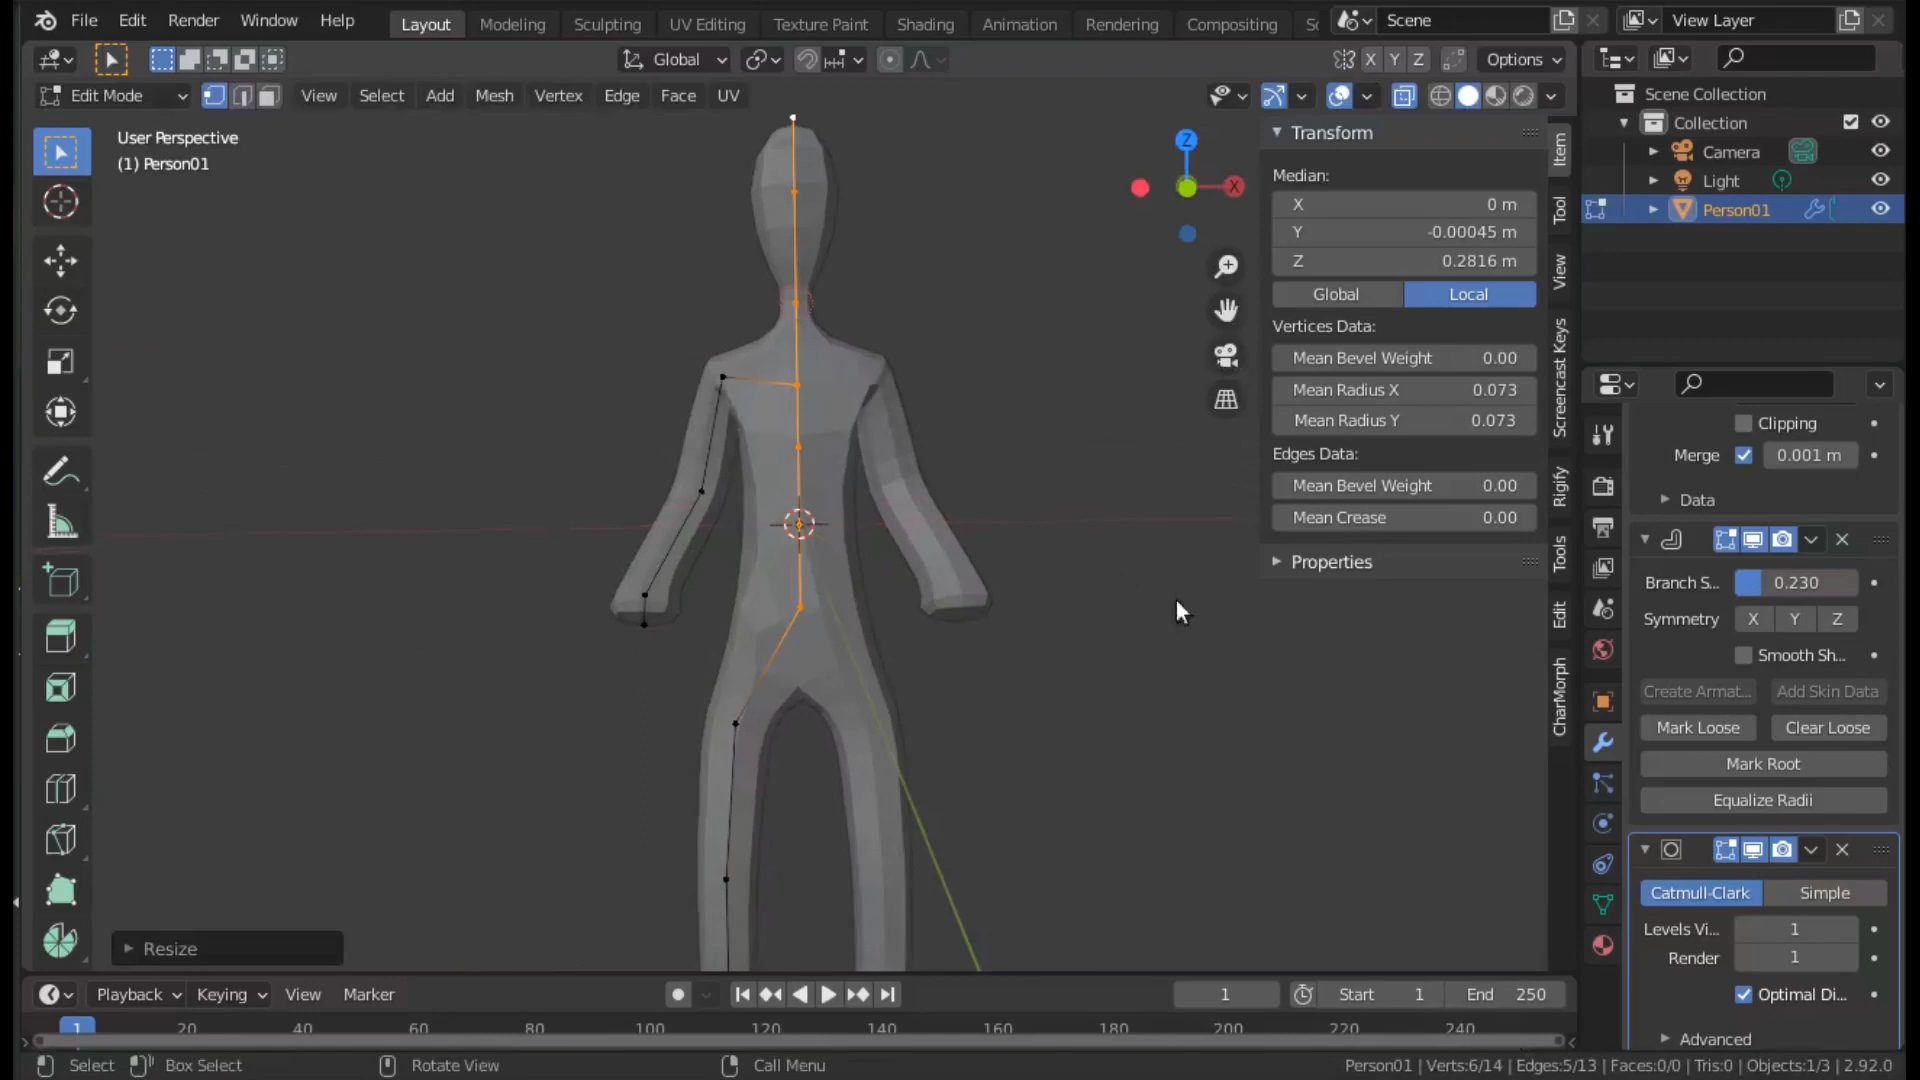 File Edit Render Window Help Layout Modeling Sculpting UV Editing Texture Paint Shading Animation Rendering Compositing Sc Scene View Layer
Global X Y Z Options
Edit Mode View Select Add Mesh Vertex Edge Face UV
User Perspective
(1) Person01
Z
X
Transform
Median:
X 0 m
Y -0.00045 m
Z 0.2816 m
Global Local
Vertices Data:
Mean Bevel Weight 0.00
Mean Radius X 0.073
Mean Radius Y 0.073
Edges Data:
Mean Bevel Weight 0.00
Mean Crease 0.00
Properties
Item
Tool
View
Screencast Keys
Rigify
Tools
Edit
CharMorph
Scene Collection
Collection
Camera
Light
Person01
Clipping
Merge 0.001 m
Data
Branch S... 0.230
Symmetry X Y Z
Smooth Sh...
Create Armat... Add Skin Data
Mark Loose Clear Loose
Mark Root
Equalize Radii
Catmull-Clark Simple
Levels Vi... 1
Render 1
Optimal Di...
Advanced
Resize
Playback Keying View Marker 1 Start 1 End 250
1 20 40 60 80 100 120 140 160 180 200 220 240
Select Box Select Rotate View Call Menu Person01 | Verts:6/14 | Edges:5/13 | Faces:0/0 | Tris:0 | Objects:1/3 | 2.92.0